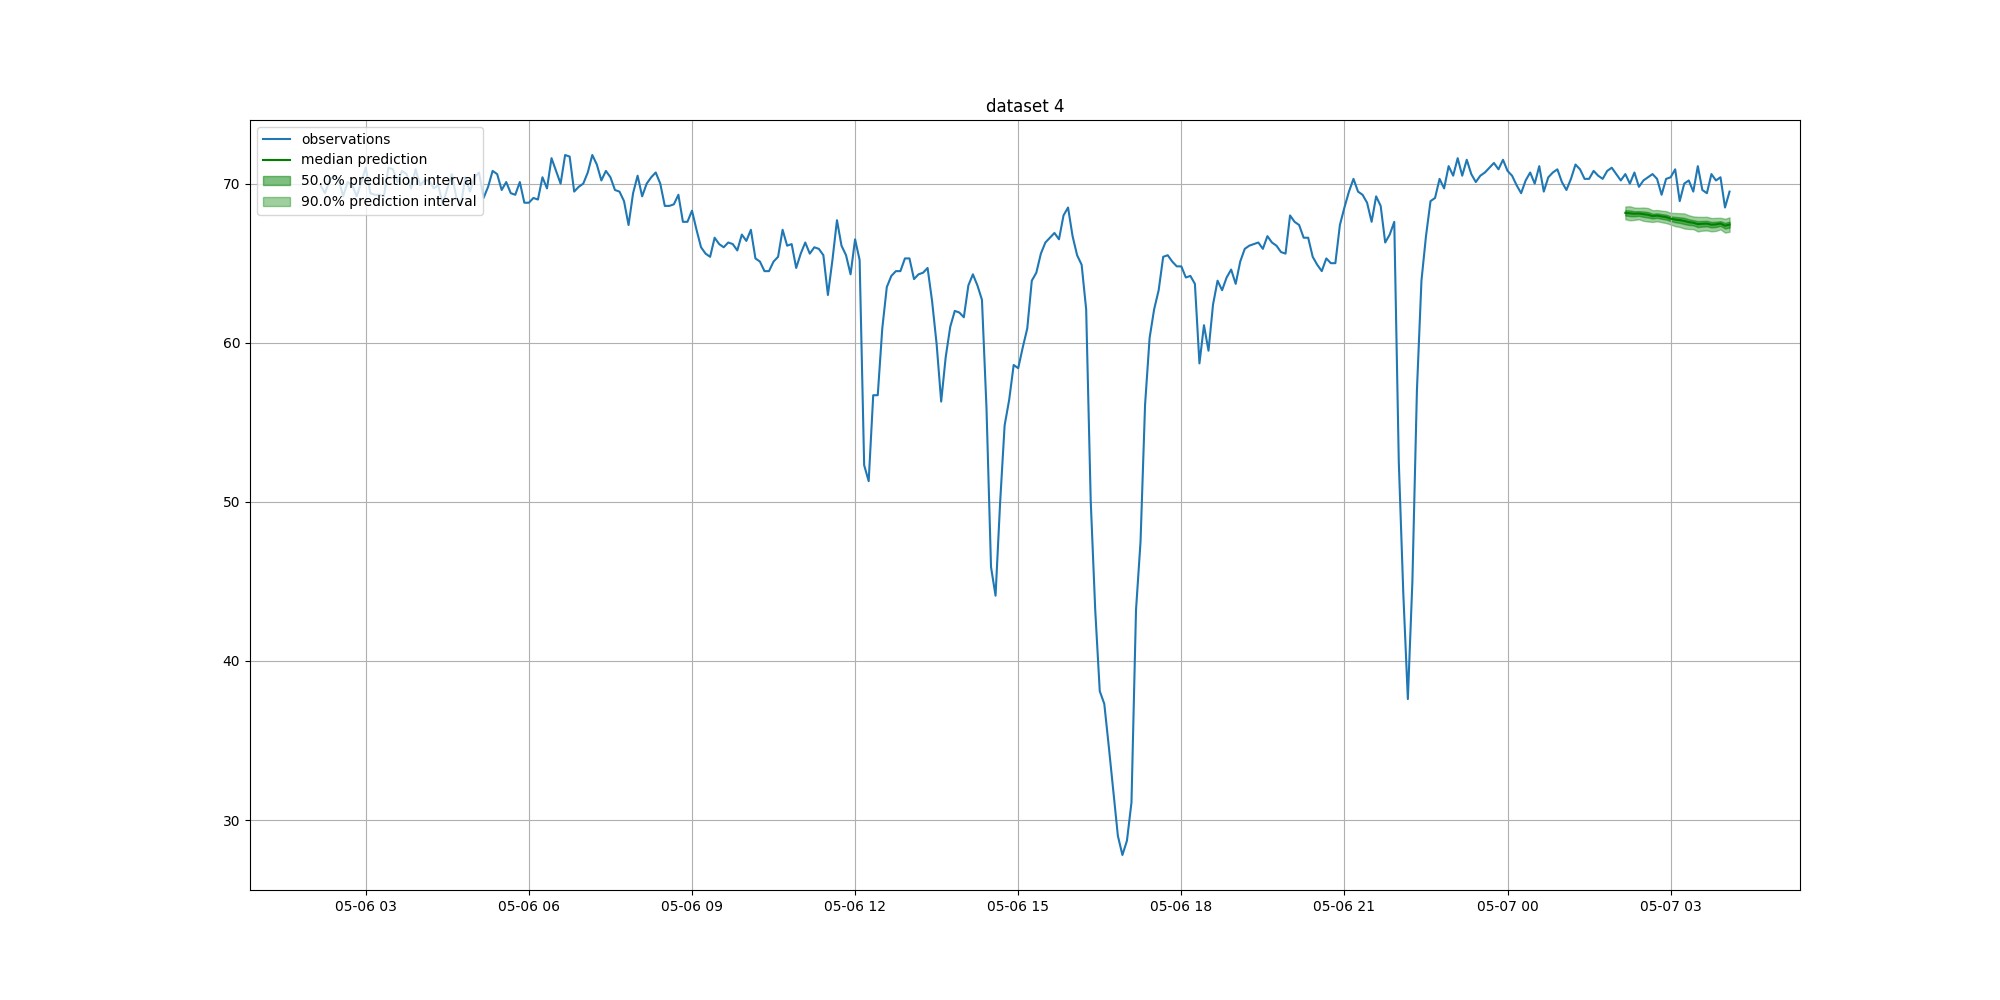 dataset 4
observations
median prediction
50.0% prediction interval
90.0% prediction interval
70
60
50
40
30
05-06 03
05-06 06
05-06 09
05-06 12
05-06 15
05-06 18
05-06 21
05-07 00
05-07 03